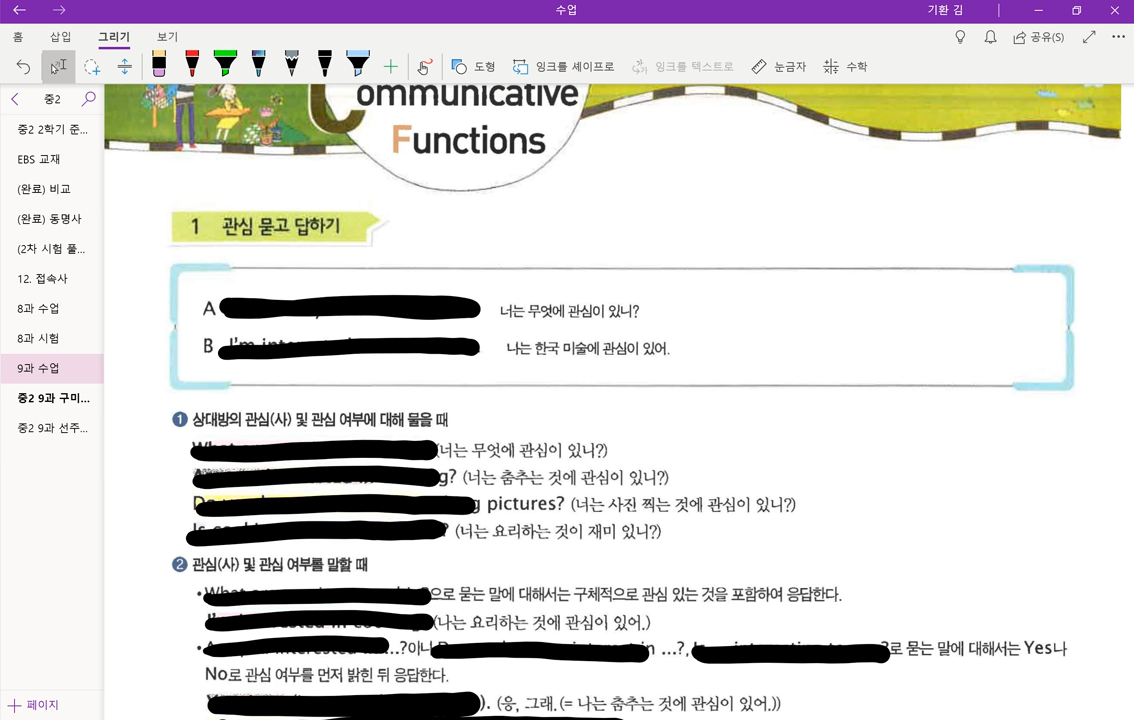 수업
기환 김
홈 삽입 그리기 보기
공유(S)
도형 잉크를 셰이프로 잉크를 텍스트로 눈금자 수학
중2
중2 2학기 준...
EBS 교재
(완료) 비교
(완료) 동명사
(2차 시험 풀...
12. 접속사
8과 수업
8과 시험
9과 수업
중2 9과 구미...
중2 9과 선주...
페이지
Communicative
Functions
1 관심 묻고 답하기
A 너는 무엇에 관심이 있니?
B 나는 한국 미술에 관심이 있어.
1 상대방의 관심(사) 및 관심 여부에 대해 물을 때
(너는 무엇에 관심이 있니?)
g? (너는 춤추는 것에 관심이 있니?)
g pictures? (너는 사진 찍는 것에 관심이 있니?)
? (너는 요리하는 것이 재미 있니?)
2 관심(사) 및 관심 여부를 말할 때
• 으로 묻는 말에 대해서는 구체적으로 관심 있는 것을 포함하여 응답한다.
(나는 요리하는 것에 관심이 있어.)
• ...?이나 in ...?, ?로 묻는 말에 대해서는 Yes나
No로 관심 여부를 먼저 밝힌 뒤 응답한다.
). (응, 그래. (= 나는 춤추는 것에 관심이 있어.))